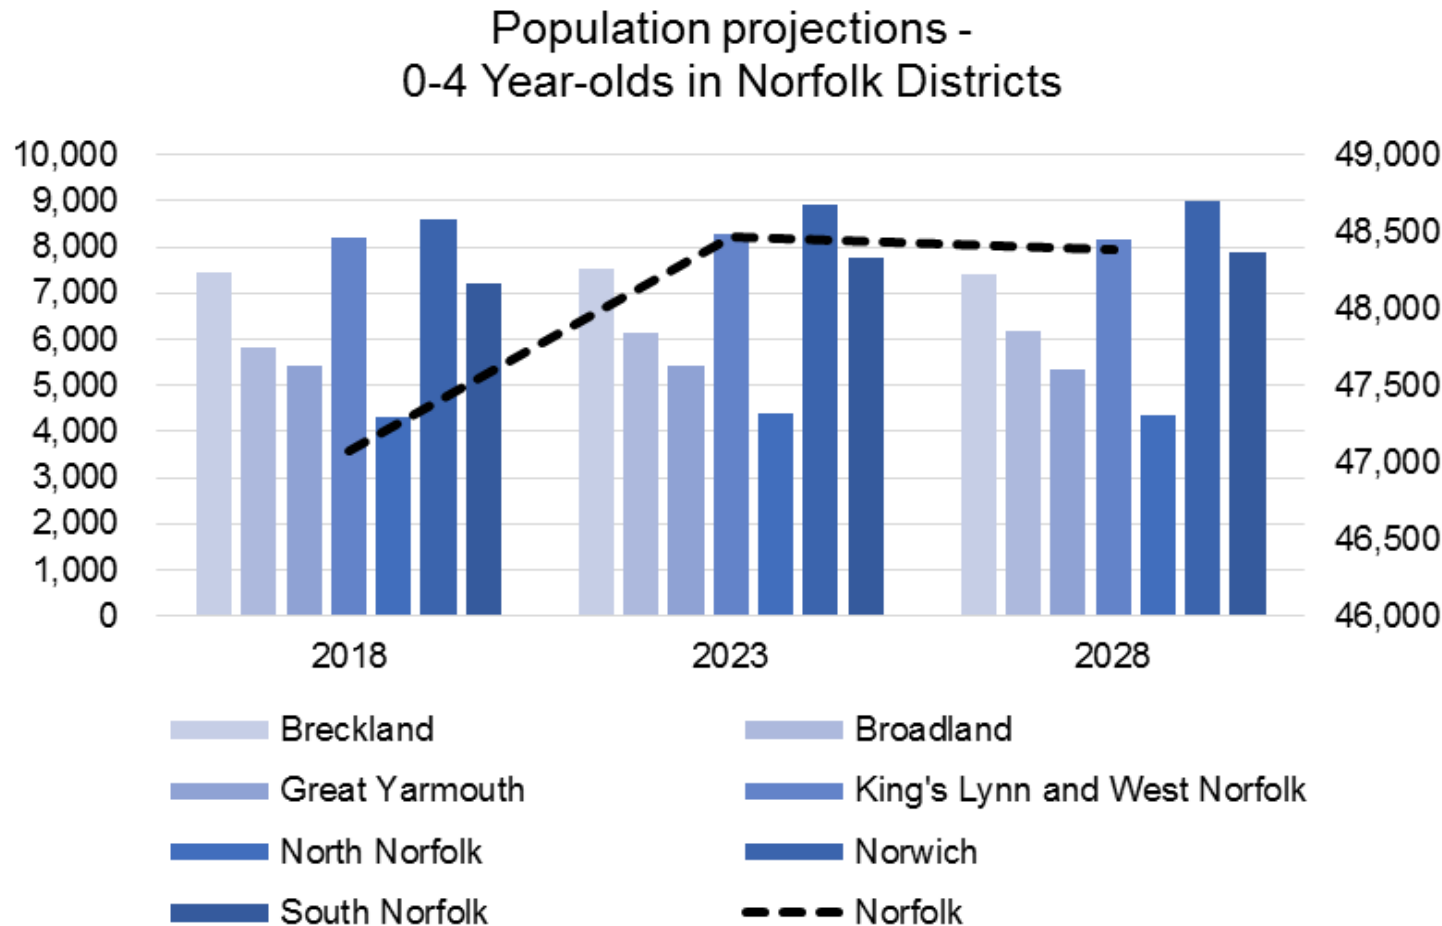 Population projections -
0-4 Year-olds in Norfolk Districts
10,000
9,000
8,000
7,000
6,000
5,000
4,000
3,000
2,000
1,000
0
49,000
48,500
48,000
47,500
47,000
46,500
46,000
2018 2023 2028
Breckland Broadland
Great Yarmouth King's Lynn and West Norfolk
North Norfolk Norwich
South Norfolk Norfolk